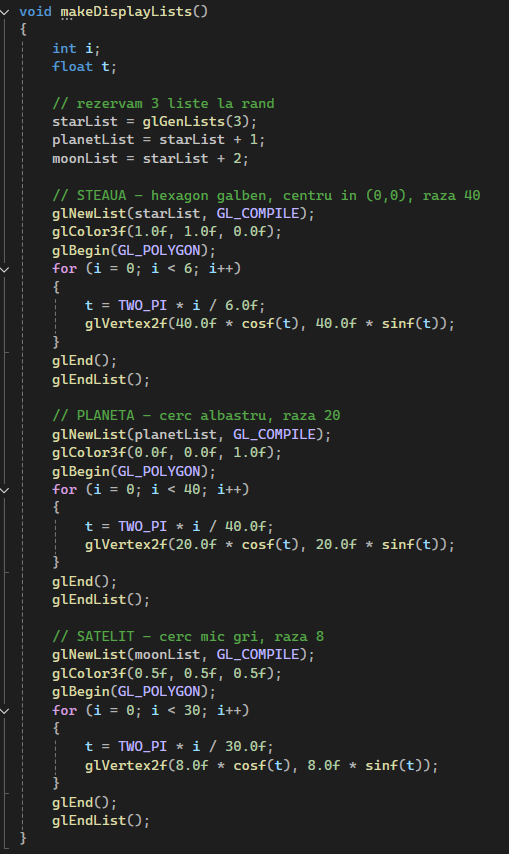 void makeDisplayLists()
{
    int i;
    float t;

    // rezervam 3 liste la rand
    starList = glGenLists(3);
    planetList = starList + 1;
    moonList = starList + 2;

    // STEAUA - hexagon galben, centru in (0,0), raza 40
    glNewList(starList, GL_COMPILE);
    glColor3f(1.0f, 1.0f, 0.0f);
    glBegin(GL_POLYGON);
    for (i = 0; i < 6; i++)
    {
        t = TWO_PI * i / 6.0f;
        glVertex2f(40.0f * cosf(t), 40.0f * sinf(t));
    }
    glEnd();
    glEndList();

    // PLANETA - cerc albastru, raza 20
    glNewList(planetList, GL_COMPILE);
    glColor3f(0.0f, 0.0f, 1.0f);
    glBegin(GL_POLYGON);
    for (i = 0; i < 40; i++)
    {
        t = TWO_PI * i / 40.0f;
        glVertex2f(20.0f * cosf(t), 20.0f * sinf(t));
    }
    glEnd();
    glEndList();

    // SATELIT - cerc mic gri, raza 8
    glNewList(moonList, GL_COMPILE);
    glColor3f(0.5f, 0.5f, 0.5f);
    glBegin(GL_POLYGON);
    for (i = 0; i < 30; i++)
    {
        t = TWO_PI * i / 30.0f;
        glVertex2f(8.0f * cosf(t), 8.0f * sinf(t));
    }
    glEnd();
    glEndList();
}